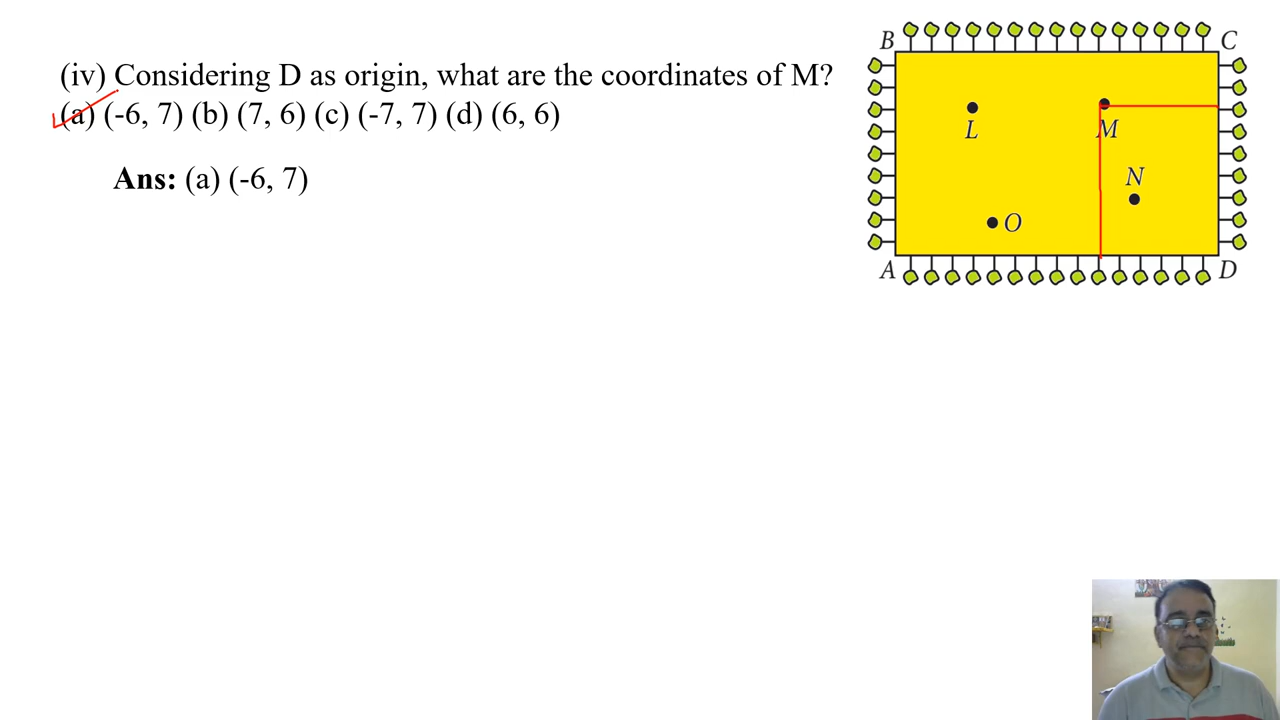 (iv) Considering D as origin, what are the coordinates of M?
(a) (-6, 7) (b) (7, 6) (c) (-7, 7) (d) (6, 6)
Ans: (a) (-6, 7)
B
C
L
M
N
O
A
D